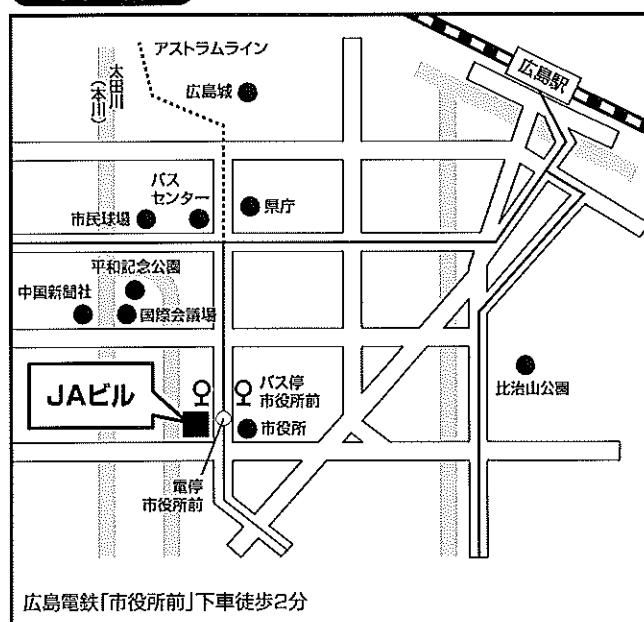 アストラムライン
太田川
(本川)
広島城
広島駅
バス
センター
市民球場
県庁
平和記念公園
中国新聞社
国際会議場
JAビル
バス停
市役所前
市役所
比治山公園
電停
市役所前
広島電鉄「市役所前」下車徒歩2分